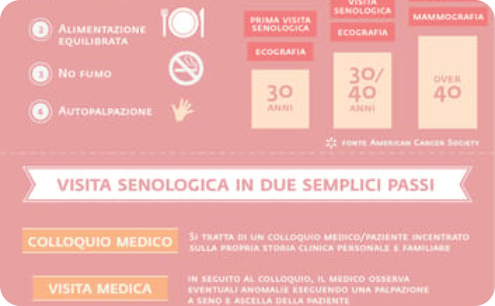 2 Alimentazione
equilibrata
3 No fumo
4 Autopalpazione
prima visita
senologica
ecografia
30
anni
visita
senologica
ecografia
30/
40
anni
mammografia
over
40
fonte American Cancer Society
VISITA SENOLOGICA IN DUE SEMPLICI PASSI
COLLOQUIO MEDICO
Si tratta di un colloquio medico/paziente incentrato
sulla propria storia clinica personale e familiare
VISITA MEDICA
in seguito al colloquio, il medico osserva
eventuali anomalie eseguendo una palpazione
a seno e ascella della paziente